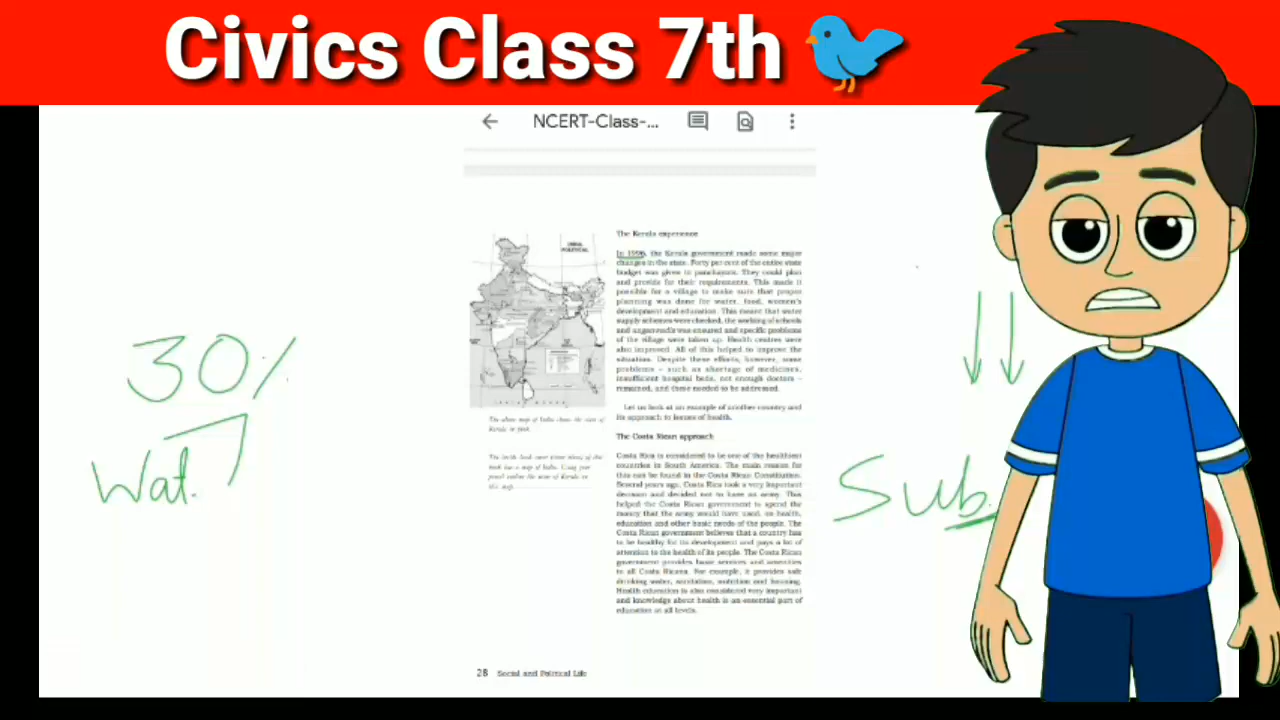 Civics Class 7th
NCERT-Class-...
INDIA
POLITICAL
The above map of India shows the state of
Kerala in pink.
The Kerala experience
In 1996, the Kerala government made some major
changes in the state. Forty per cent of the entire state
budget was given to panchayats. They could plan
and provide for their requirements. This made it
possible for a village to make sure that proper
planning was done for water, food, women's
development and education. This meant that water
supply schemes were checked, the working of schools
and anganwadis was ensured and specific problems
of the village were taken up. Health centres were
also improved. All of this helped to improve the
situation. Despite these efforts, however, some
problems – such as shortage of medicines,
insufficient hospital beds, not enough doctors –
remained, and these needed to be addressed.
Let us look at an example of another country and
its approach to issues of health.
The Costa Rican approach
Costa Rica is considered to be one of the healthiest
countries in South America. The main reason for
this can be found in the Costa Rican Constitution.
Several years ago, Costa Rica took a very important
decision and decided not to have an army. This
helped the Costa Rican government to spend the
money that the army would have used, on health,
education and other basic needs of the people. The
Costa Rican government believes that a country has
to be healthy for its development and pays a lot of
attention to the health of its people. The Costa Rican
government provides basic services and amenities
to all Costa Ricans. For example, it provides safe
drinking water, sanitation, nutrition and housing.
Health education is also considered very important
and knowledge about health is an essential part of
education at all levels.
30%
Wat.
Sub.
28 Social and Political Life